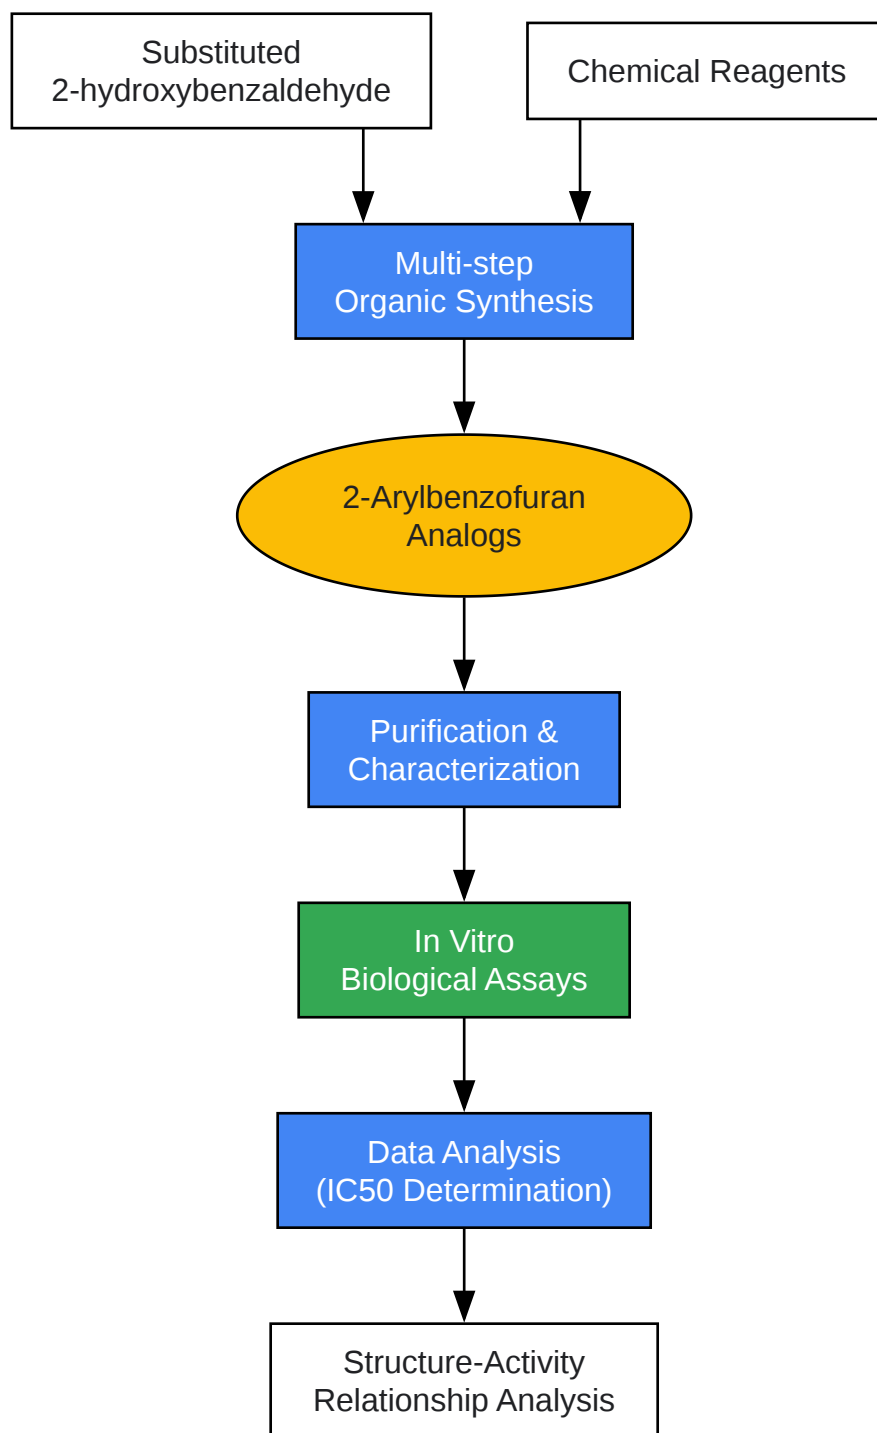 Substituted
2-hydroxybenzaldehyde
Chemical Reagents
Multi-step
Organic Synthesis
2-Arylbenzofuran
Analogs
Purification &
Characterization
In Vitro
Biological Assays
Data Analysis
(IC50 Determination)
Structure-Activity
Relationship Analysis